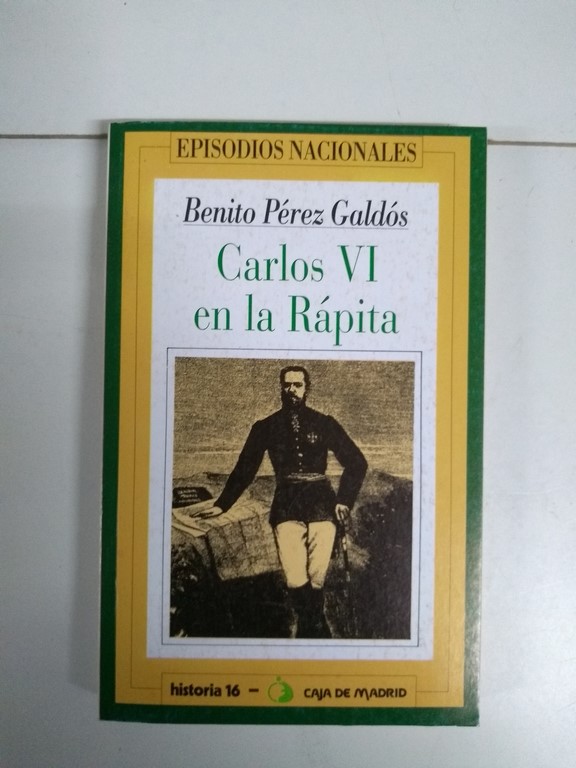 EPISODIOS NACIONALES
Benito Pérez Galdós
Carlos VI
en la Rápita
historia 16 – CAJA DE MADRID